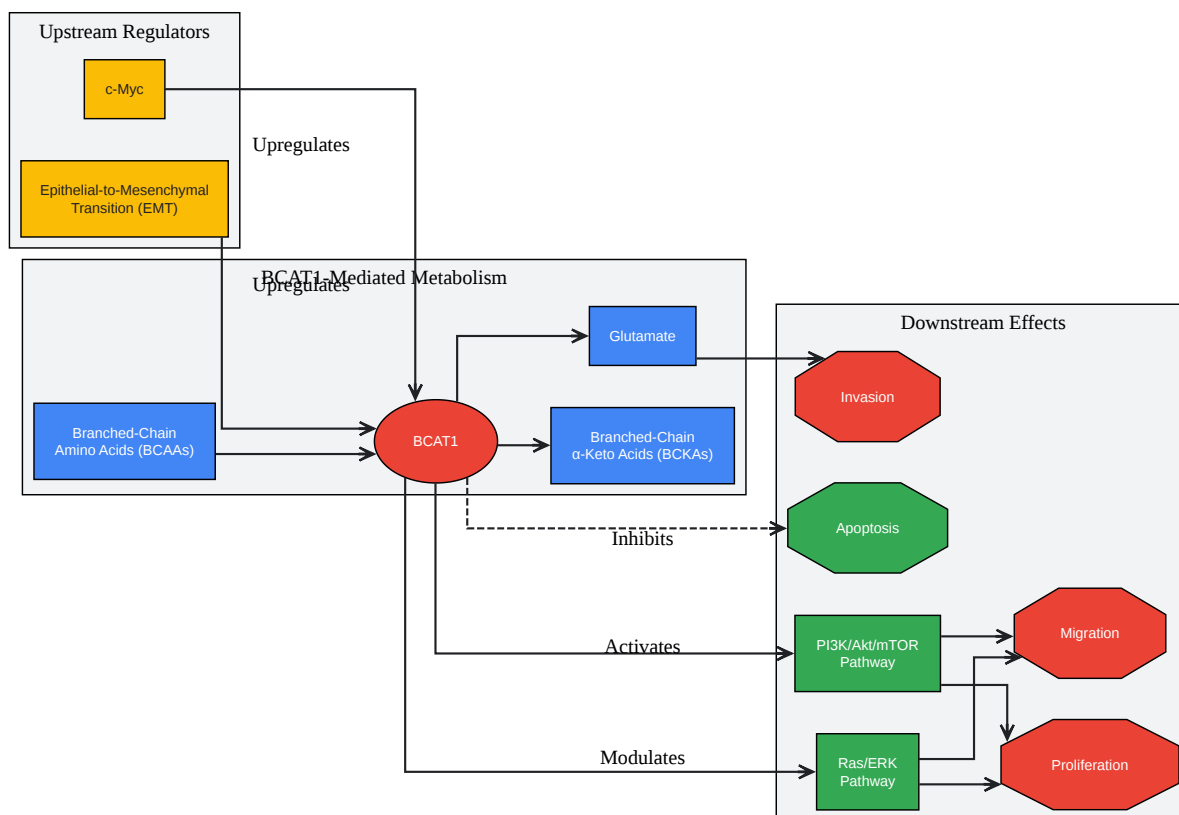 Upstream Regulators
c-Myc
Upregulates
Epithelial-to-Mesenchymal
Transition (EMT)
BCAT1-Mediated Metabolism
Upregulates
Glutamate
Branched-Chain
Amino Acids (BCAAs)
BCAT1
Branched-Chain
α-Keto Acids (BCKAs)
Downstream Effects
Invasion
Apoptosis
Inhibits
Activates
PI3K/Akt/mTOR
Pathway
Migration
Modulates
Ras/ERK
Pathway
Proliferation